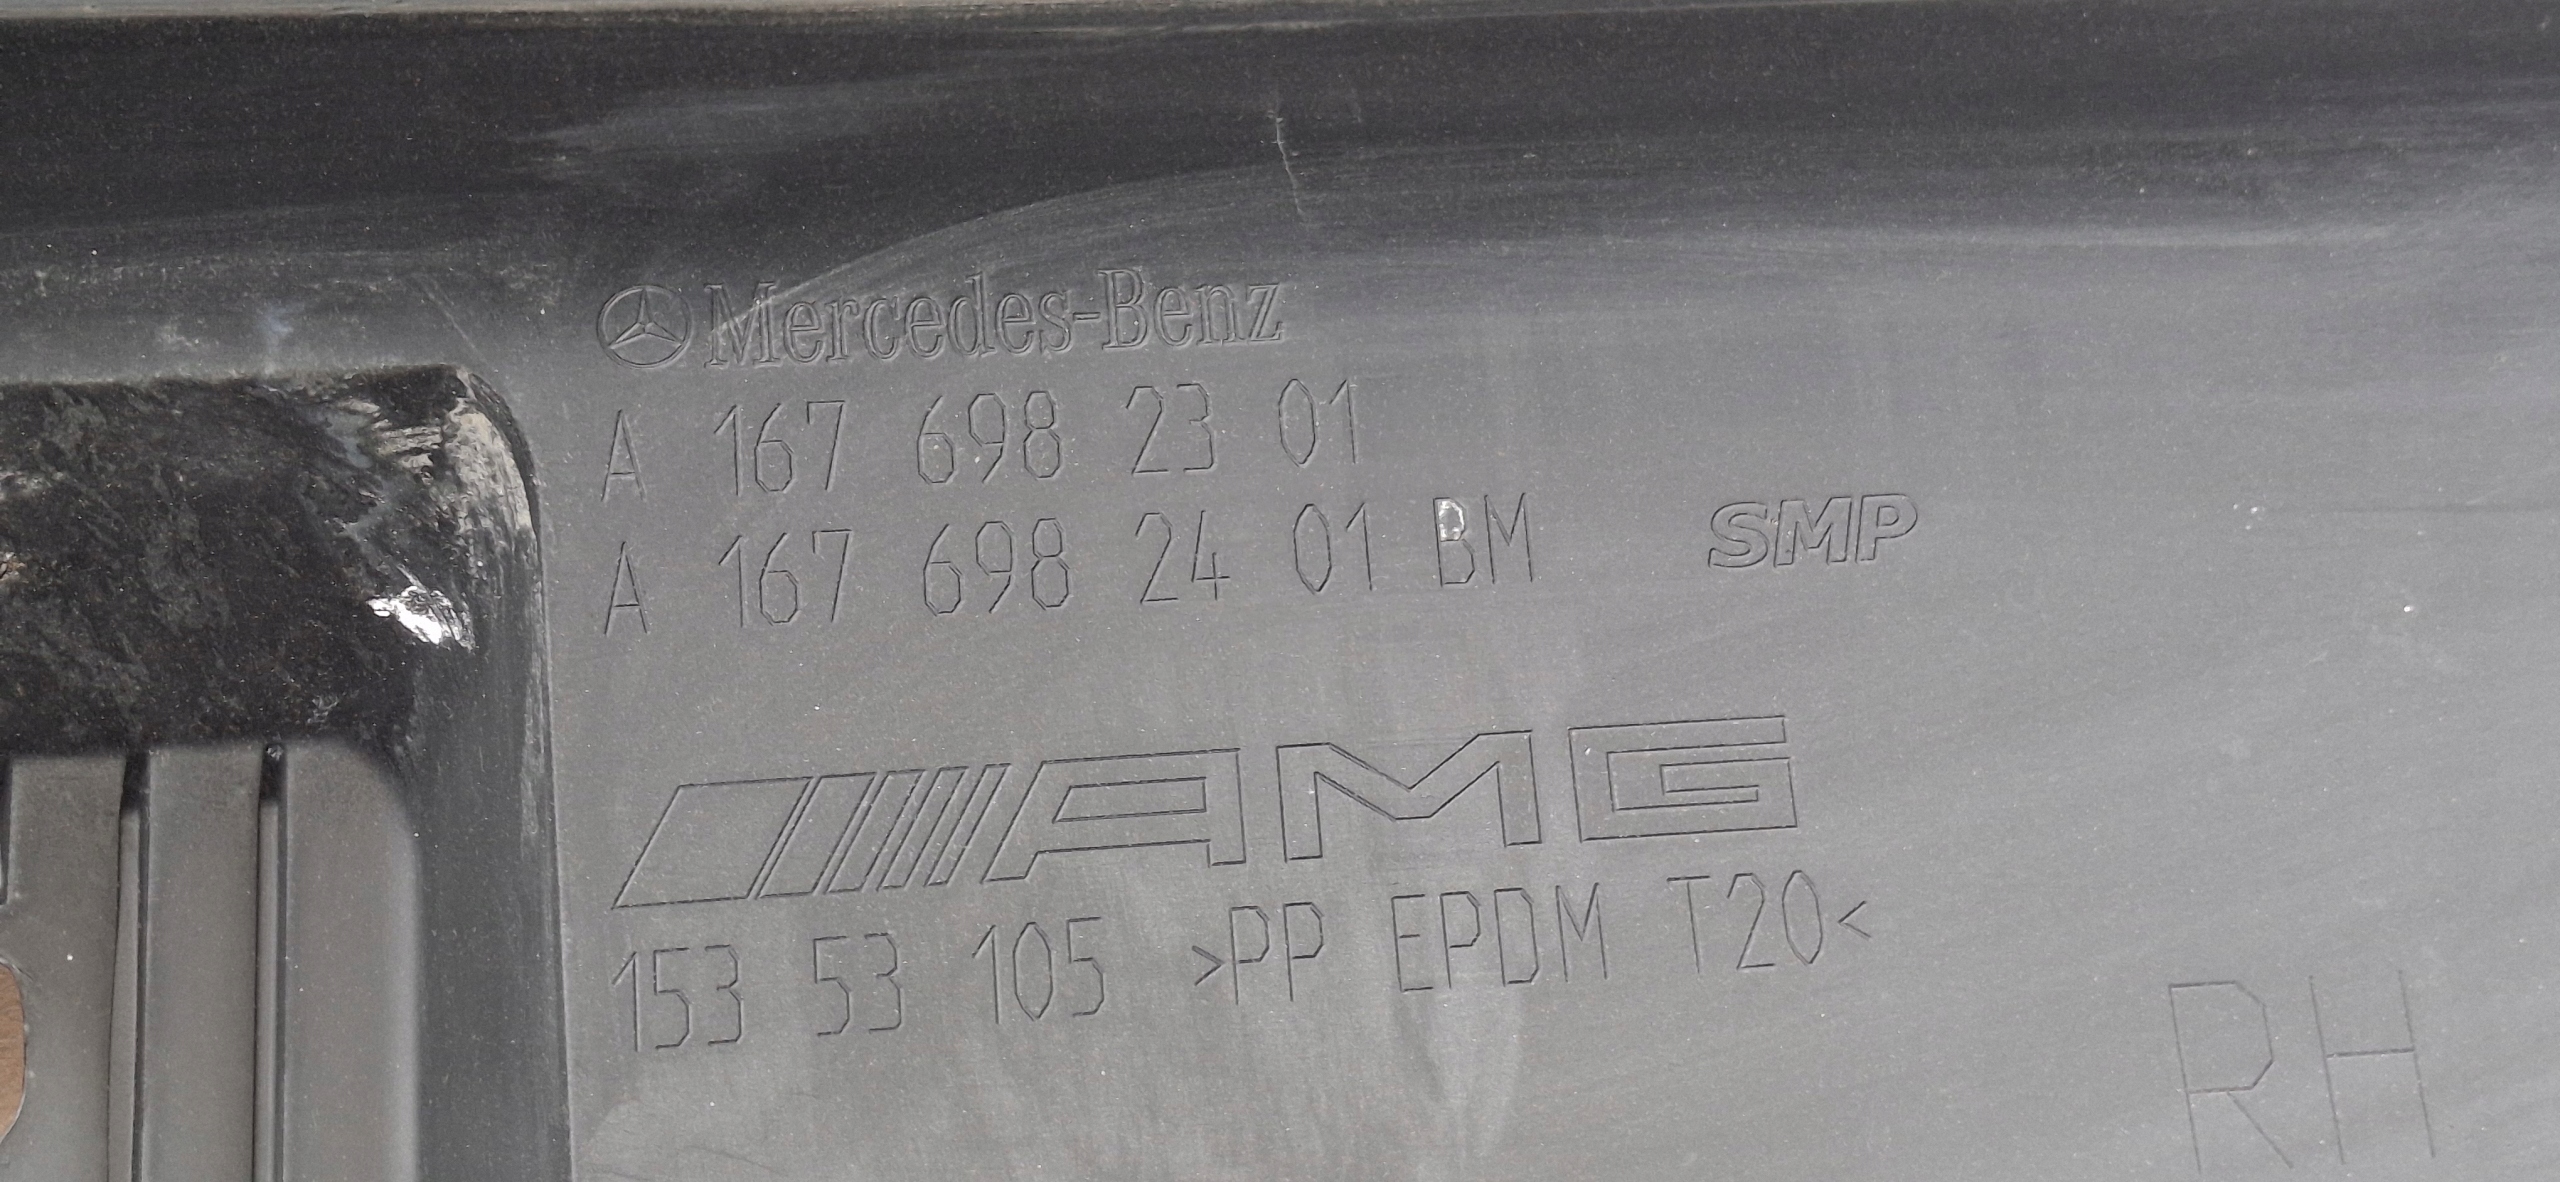 Mercedes-Benz
A 167 698 23 01
A 167 698 24 01 BM
SMP
AMG
153 53 105 >PP EPDM T20<
RH